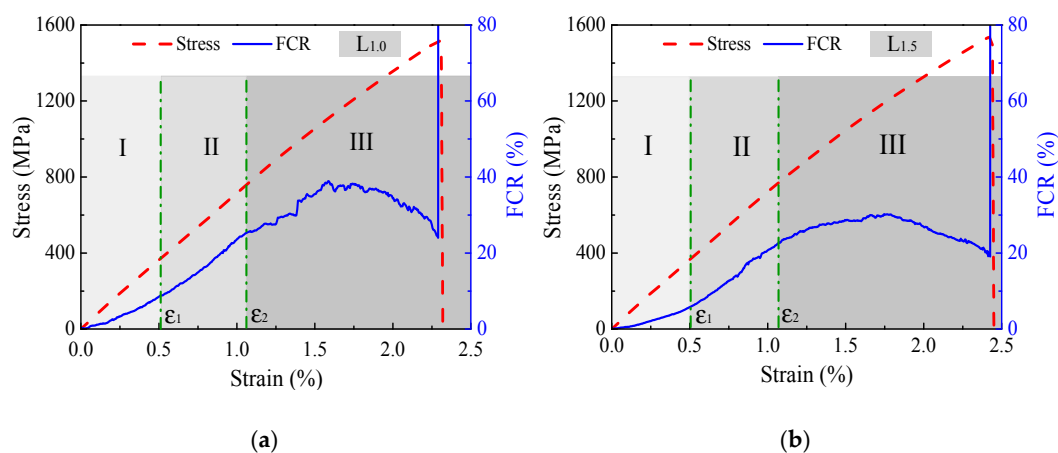 Stress FCR L1.0
Stress (MPa)
1600
1200
800
400
0
I II III
ε1 ε2
80
60
40
20
0
FCR (%)
0.0 0.5 1.0 1.5 2.0 2.5
Strain (%)
(a)
Stress FCR L1.5
Stress (MPa)
1600
1200
800
400
0
I II III
ε1 ε2
80
60
40
20
0
FCR (%)
0.0 0.5 1.0 1.5 2.0 2.5
Strain (%)
(b)